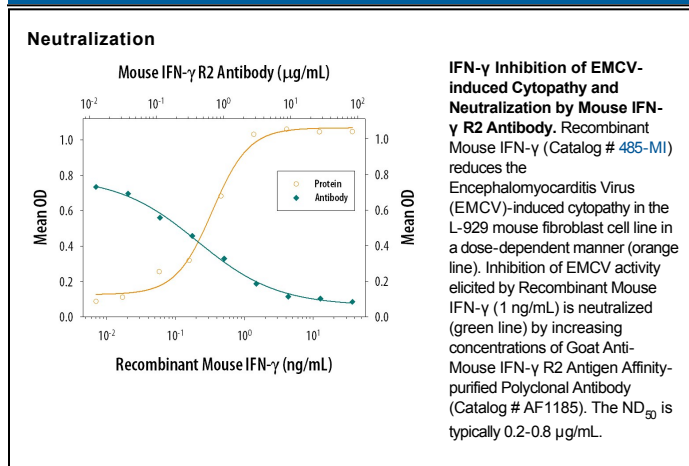 Neutralization
Mouse IFN-γ R2 Antibody (μg/mL)
10-2 10-1 100 101 102
1.0 1.0
0.8 0.8
0.6 0.6
0.4 0.4
0.2 0.2
0.0 0.0
Mean OD
Mean OD
Protein
Antibody
10-2 10-1 100 101
Recombinant Mouse IFN-γ (ng/mL)
IFN-γ Inhibition of EMCV-
induced Cytopathy and
Neutralization by Mouse IFN-
γ R2 Antibody. Recombinant
Mouse IFN-γ (Catalog # 485-MI)
reduces the
Encephalomyocarditis Virus
(EMCV)-induced cytopathy in the
L-929 mouse fibroblast cell line in
a dose-dependent manner (orange
line). Inhibition of EMCV activity
elicited by Recombinant Mouse
IFN-γ (1 ng/mL) is neutralized
(green line) by increasing
concentrations of Goat Anti-
Mouse IFN-γ R2 Antigen Affinity-
purified Polyclonal Antibody
(Catalog # AF1185). The ND50 is
typically 0.2-0.8 μg/mL.